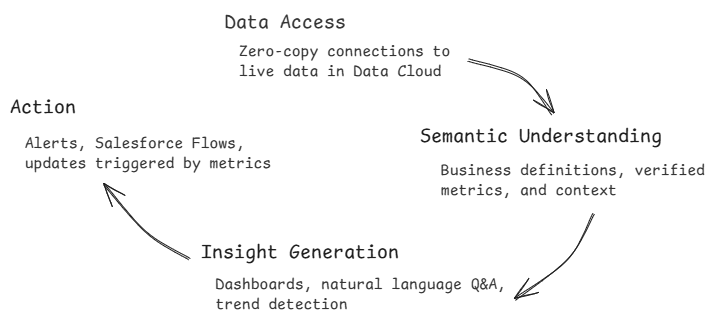 Data Access
Zero-copy connections to
live data in Data Cloud
Action
Alerts, Salesforce Flows,
updates triggered by metrics
Semantic Understanding
Business definitions, verified
metrics, and context
Insight Generation
Dashboards, natural language Q&A,
trend detection